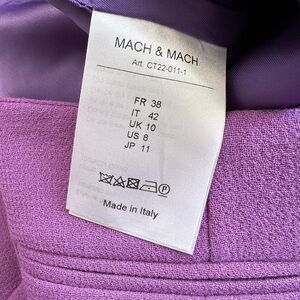 MACH & MACH
Art. CT22-011-1
FR 38
IT 42
UK 10
US 8
JP 11
Made in Italy